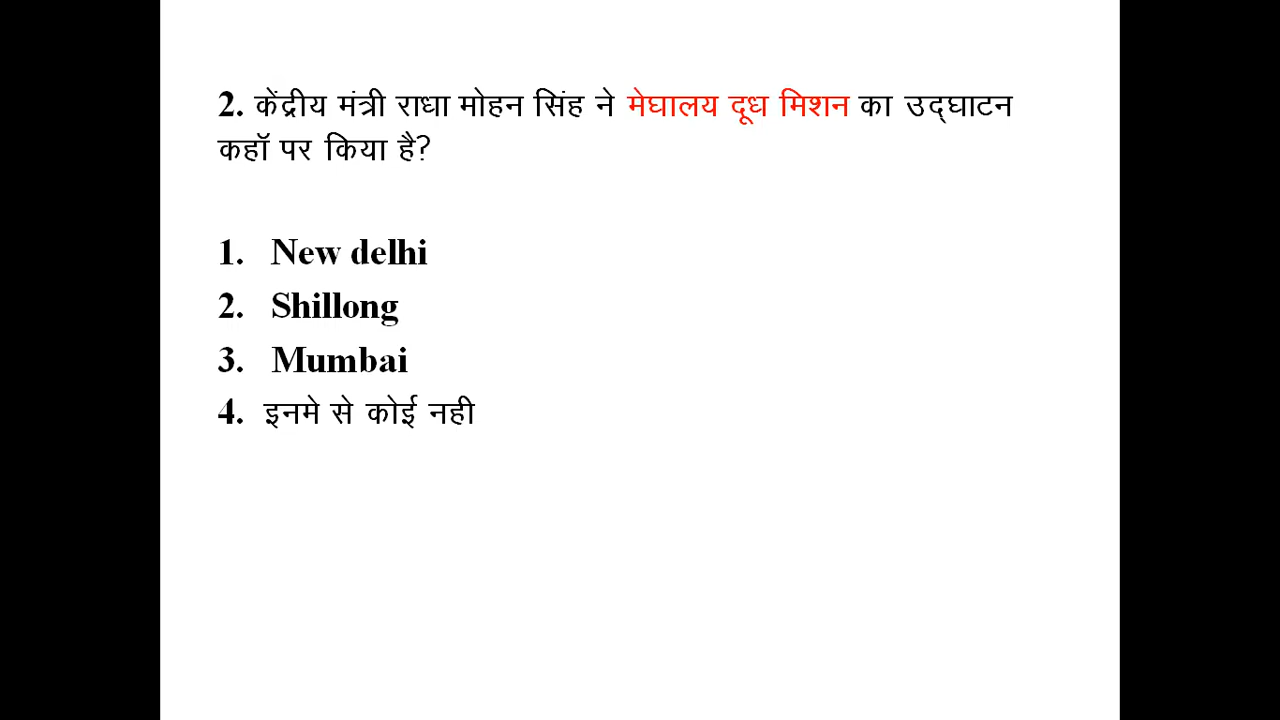 2. केंद्रीय मंत्री राधा मोहन सिंह ने मेघालय दूध मिशन का उद्घाटन
कहॉ पर किया है?
1. New delhi
2. Shillong
3. Mumbai
4. इनमे से कोई नही